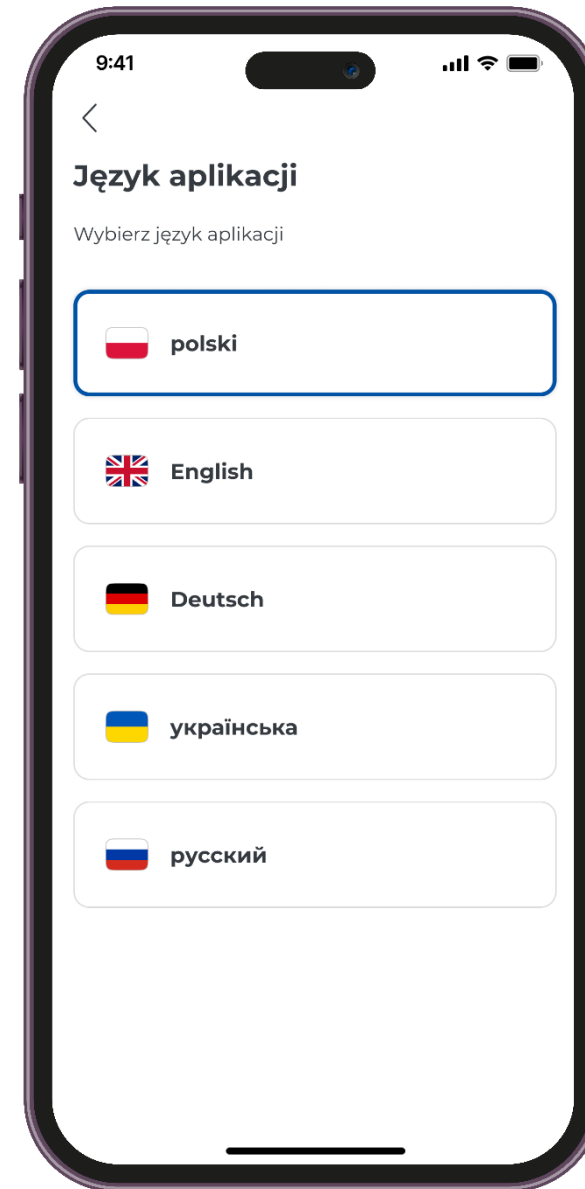 9:41
Język aplikacji
Wybierz język aplikacji
polski
English
Deutsch
українська
русский